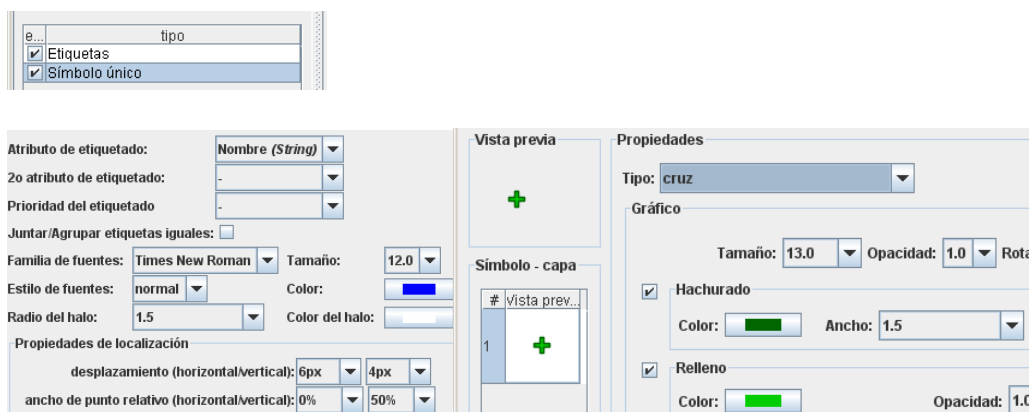 e... tipo
Etiquetas
Símbolo único
Atributo de etiquetado: Nombre (String)
2o atributo de etiquetado: -
Prioridad del etiquetado -
Juntar/Agrupar etiquetas iguales:
Familia de fuentes: Times New Roman Tamaño: 12.0
Estilo de fuentes: normal Color:
Radio del halo: 1.5 Color del halo:
Propiedades de localización
desplazamiento (horizontal/vertical): 6px 4px
ancho de punto relativo (horizontal/vertical): 0% 50%
Vista previa
Símbolo - capa
# Vista prev...
1
Propiedades
Tipo: cruz
Gráfico
Tamaño: 13.0 Opacidad: 1.0 Rota
Hachurado
Color: Ancho: 1.5
Relleno
Color: Opacidad: 1.0